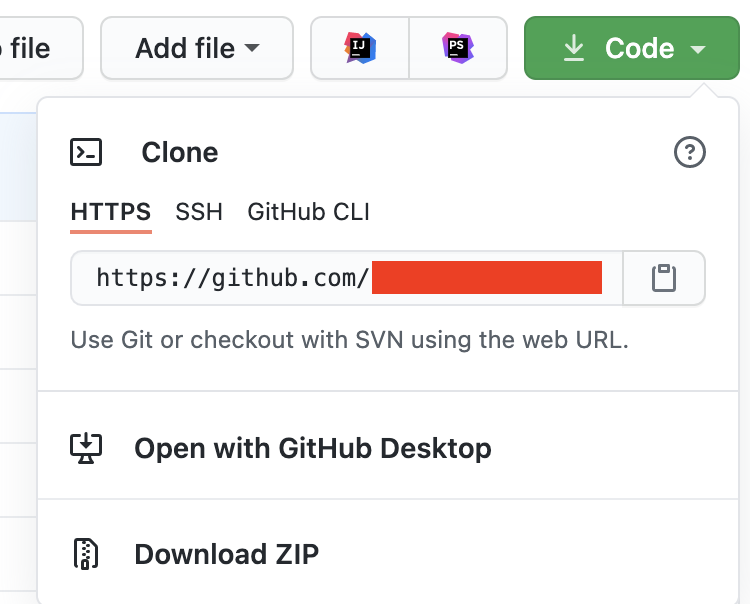 file
Add file
IJ
PS
Code
Clone
HTTPS SSH GitHub CLI
https://github.com/
Use Git or checkout with SVN using the web URL.
Open with GitHub Desktop
Download ZIP